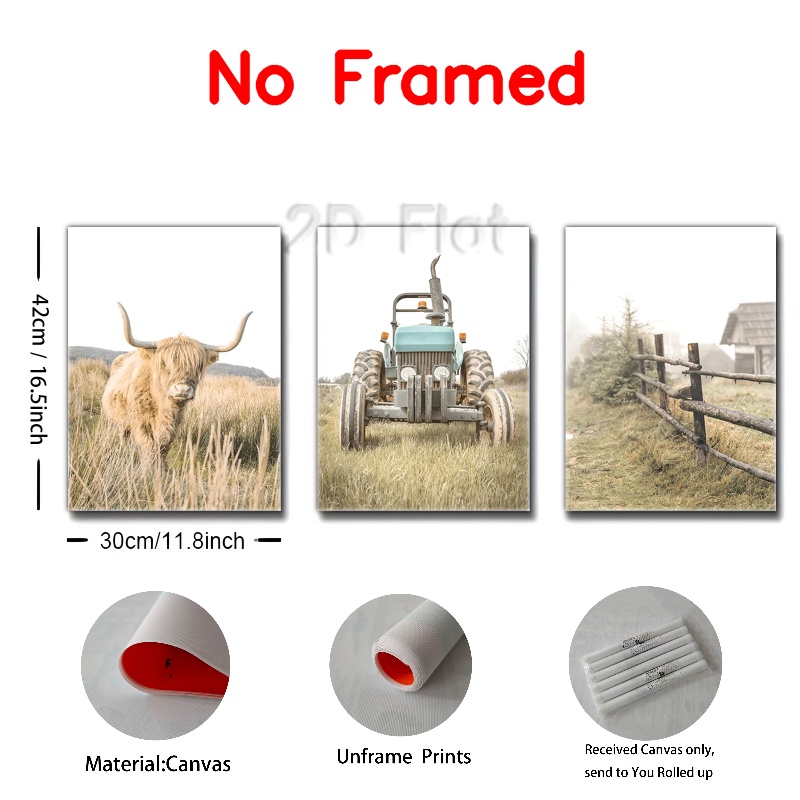 No Framed
2D Flat
42cm / 16.5inch
30cm/11.8inch
Material:Canvas
Unframe Prints
Received Canvas only,
send to You Rolled up